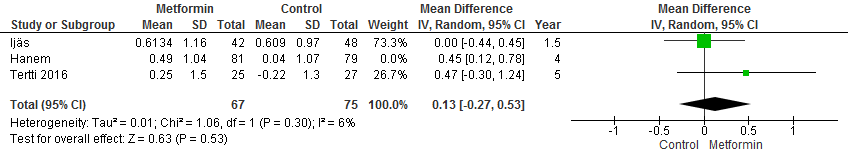 Metformin Control Mean Difference Mean Difference
Study or Subgroup Mean SD Total Mean SD Total Weight IV, Random, 95% CI Year IV, Random, 95% CI
Ijäs 0.6134 1.16 42 0.609 0.97 48 73.3% 0.00 [-0.44, 0.45] 1.5
Hanem 0.49 1.04 81 0.04 1.07 79 0.0% 0.45 [0.12, 0.78] 4
Tertti 2016 0.25 1.5 25 -0.22 1.3 27 26.7% 0.47 [-0.30, 1.24] 5
Total (95% CI) 67 75 100.0% 0.13 [-0.27, 0.53]
Heterogeneity: Tau² = 0.01; Chi² = 1.06, df = 1 (P = 0.30); I² = 6%
Test for overall effect: Z = 0.63 (P = 0.53)
-1 -0.5 0 0.5 1
Control Metformin